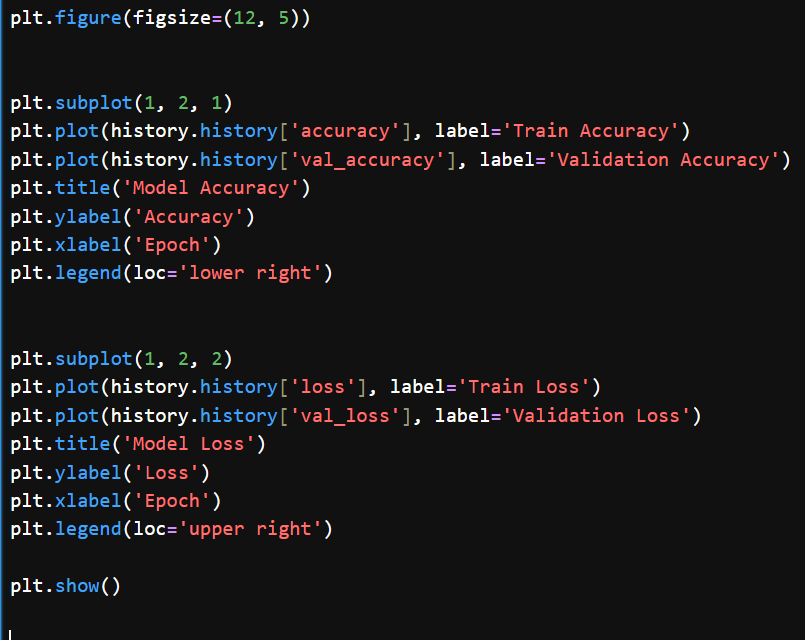 plt.figure(figsize=(12, 5))
plt.subplot(1, 2, 1)
plt.plot(history.history['accuracy'], label='Train Accuracy')
plt.plot(history.history['val_accuracy'], label='Validation Accuracy')
plt.title('Model Accuracy')
plt.ylabel('Accuracy')
plt.xlabel('Epoch')
plt.legend(loc='lower right')
plt.subplot(1, 2, 2)
plt.plot(history.history['loss'], label='Train Loss')
plt.plot(history.history['val_loss'], label='Validation Loss')
plt.title('Model Loss')
plt.ylabel('Loss')
plt.xlabel('Epoch')
plt.legend(loc='upper right')
plt.show()